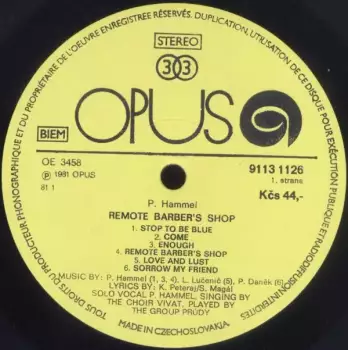 TOUS DROITS DU PRODUCTEUR PHONOGRAPHIQUE ET DU PROPRIÉTAIRE DE L'OEUVRE ENREGISTREE RÉSERVÉS. DUPLICATION, UTILISATION DE CE DISQUE POUR EXÉCUTION PUBLIQUE ET RADIODIFFUSION INTERDITES
STEREO
33
OPUS
BIEM
OE 3458
9113 1126
℗ 1981 OPUS
1. strana
81 1
Kčs 44,-
P. Hammel
REMOTE BARBER'S SHOP
1. STOP TO BE BLUE
2. COME
3. ENOUGH
4. REMOTE BARBER'S SHOP
5. LOVE AND LUST
6. SORROW MY FRIEND
MUSIC BY: P. Hammel (1, 3, 4), L. Lučenič (5), P. Daněk (6)
LYRICS BY: K. Peteraj/S. Magál
SOLO VOCAL P. HAMMEL, SINGING BY
THE CHOIR VIVAT, PLAYED BY
THE GROUP PRÚDY
MADE IN CZECHOSLOVAKIA